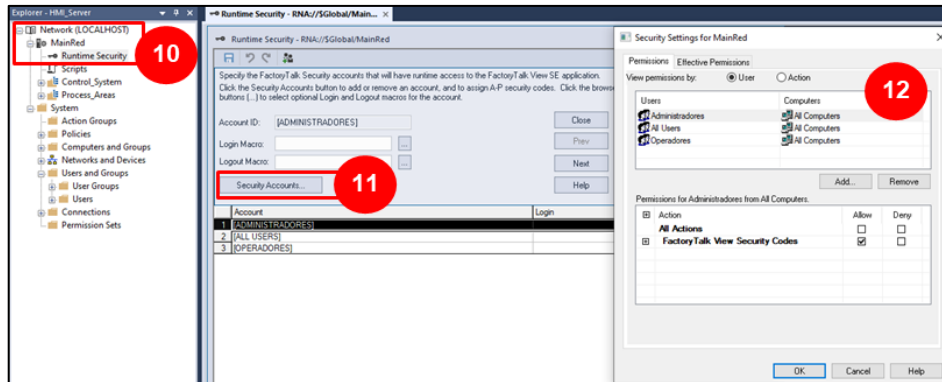 Explorer - HMI_Server
Network (LOCALHOST)
MainRed
Runtime Security
Scripts
Control_System
Process_Areas
System
Action Groups
Policies
Computers and Groups
Networks and Devices
Users and Groups
User Groups
Users
Connections
Permission Sets
10
Runtime Security - RNA://$Global/Main...
Runtime Security - RNA://$Global/MainRed
Specify the FactoryTalk Security accounts that will have runtime access to the FactoryTalk View SE application.
Click the Security Accounts button to add or remove an account, and to assign A-P security codes. Click the brows
buttons (...) to select optional Login and Logout macros for the account.
Account ID: [ADMINISTRADORES] Close
Login Macro: ... Prev
Logout Macro: ... Next
Security Accounts... Help
11
Account Login
1 [ADMINISTRADORES]
2 [ALL USERS]
3 [OPERADORES]
Security Settings for MainRed
Permissions Effective Permissions
View permissions by: User Action
12
Users Computers
Administradores All Computers
All Users All Computers
Operadores All Computers
Add... Remove
Permissions for Administradores from All Computers.
Action Allow Deny
All Actions
FactoryTalk View Security Codes
OK Cancel Help